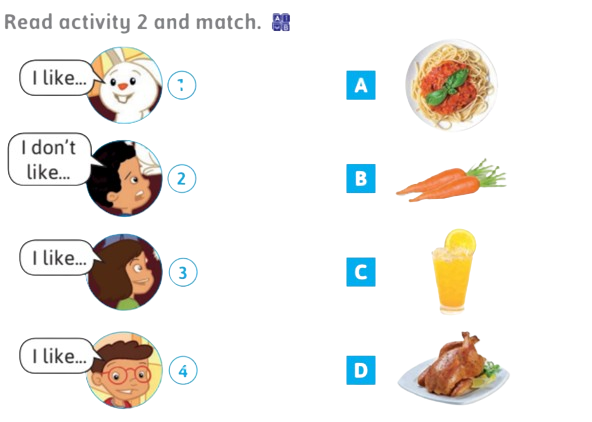 Read activity 2 and match.
I like...
1
A
I don't
like...
2
B
I like...
3
C
I like...
4
D